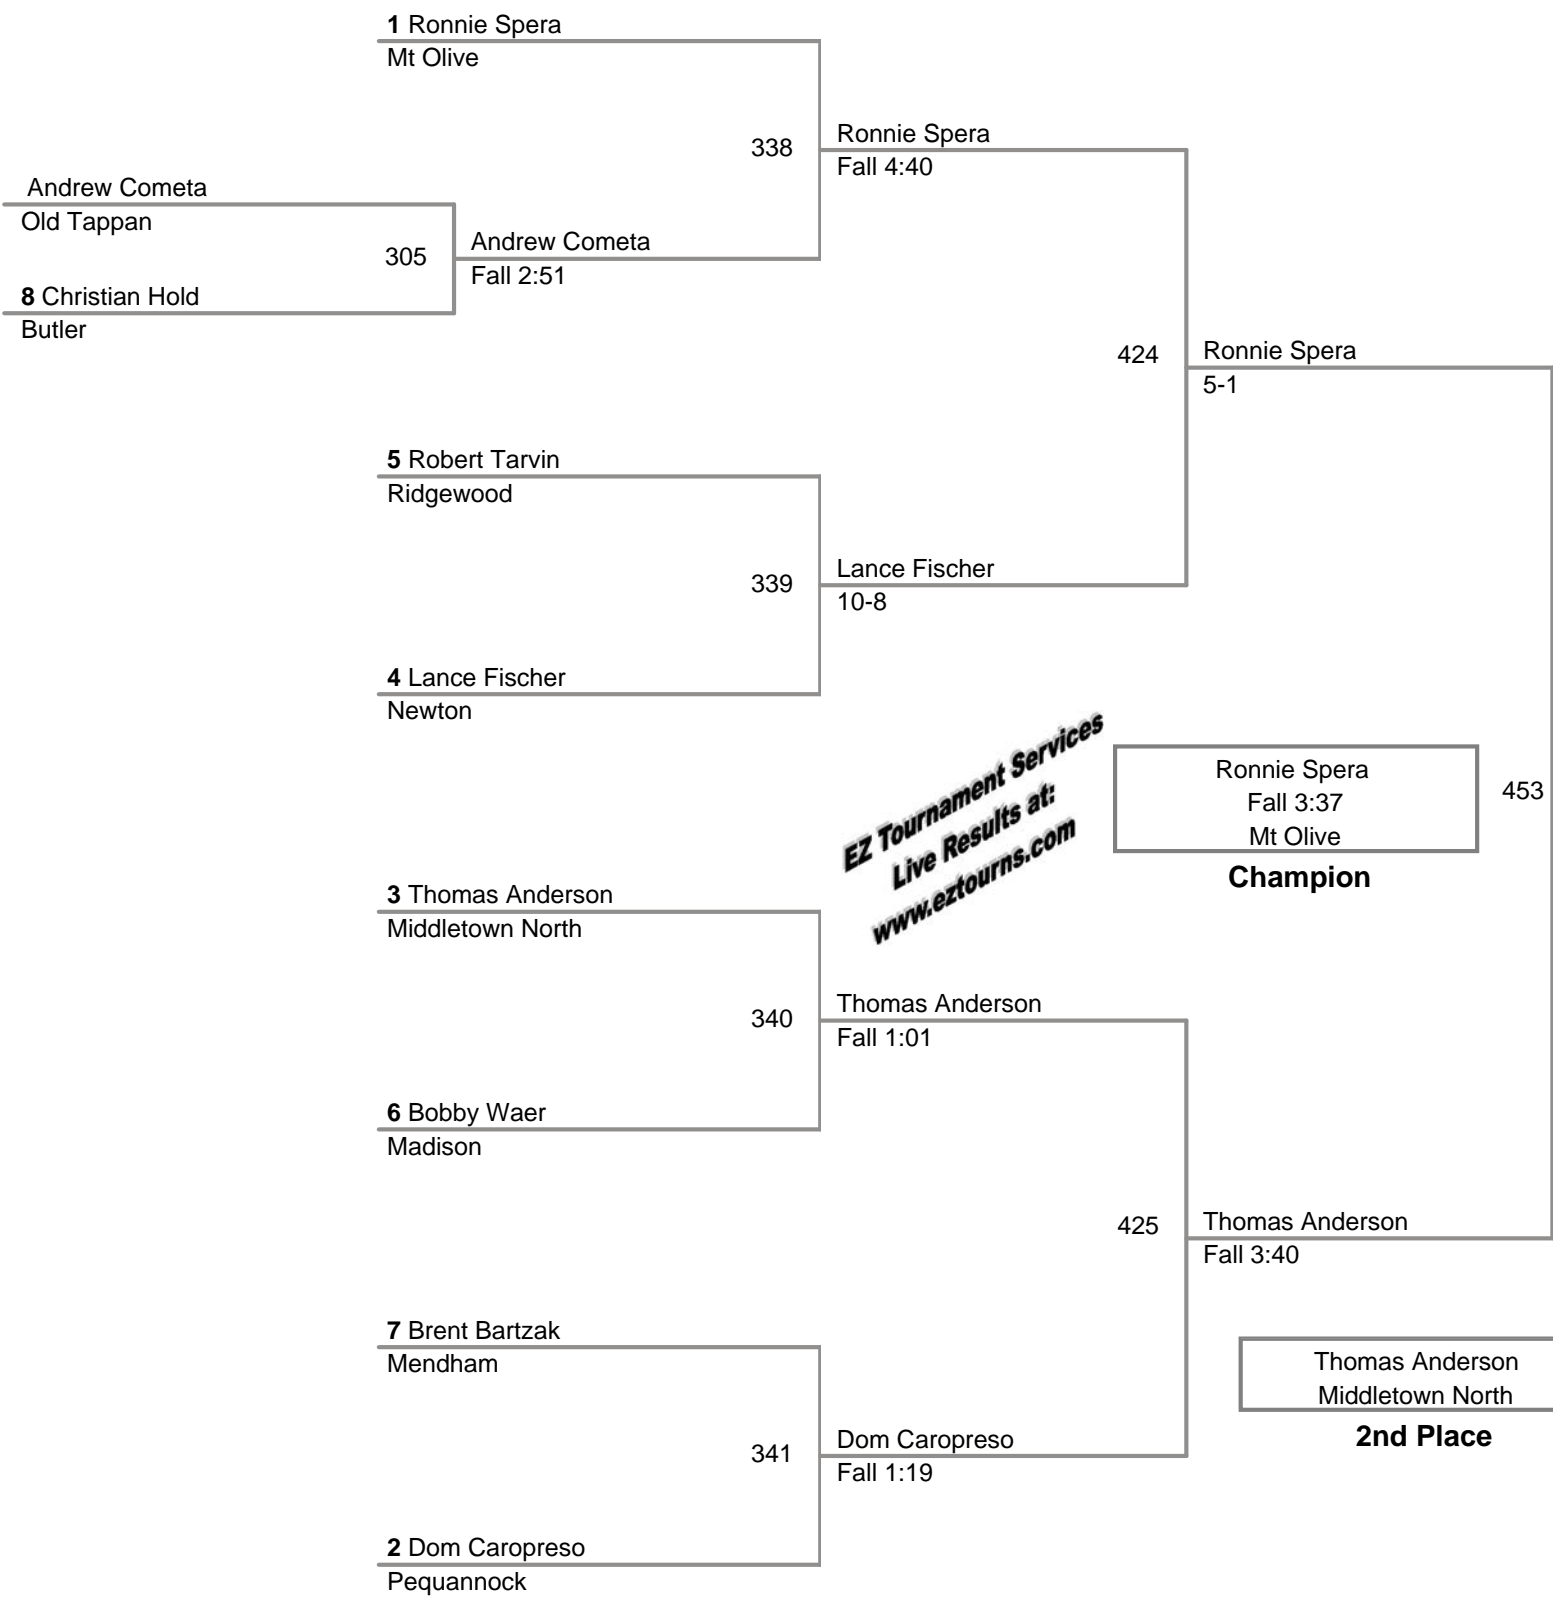 1 Ronnie Spera
Mt Olive
338
Ronnie Spera
Fall 4:40
Andrew Cometa
Old Tappan
305
Andrew Cometa
Fall 2:51
8 Christian Hold
Butler
424
Ronnie Spera
5-1
5 Robert Tarvin
Ridgewood
339
Lance Fischer
10-8
4 Lance Fischer
Newton
EZ Tournament Services
Live Results at:
www.eztourns.com
Ronnie Spera
Fall 3:37
Mt Olive
Champion
453
3 Thomas Anderson
Middletown North
340
Thomas Anderson
Fall 1:01
6 Bobby Waer
Madison
425
Thomas Anderson
Fall 3:40
7 Brent Bartzak
Mendham
Thomas Anderson
Middletown North
2nd Place
341
Dom Caropreso
Fall 1:19
2 Dom Caropreso
Pequannock